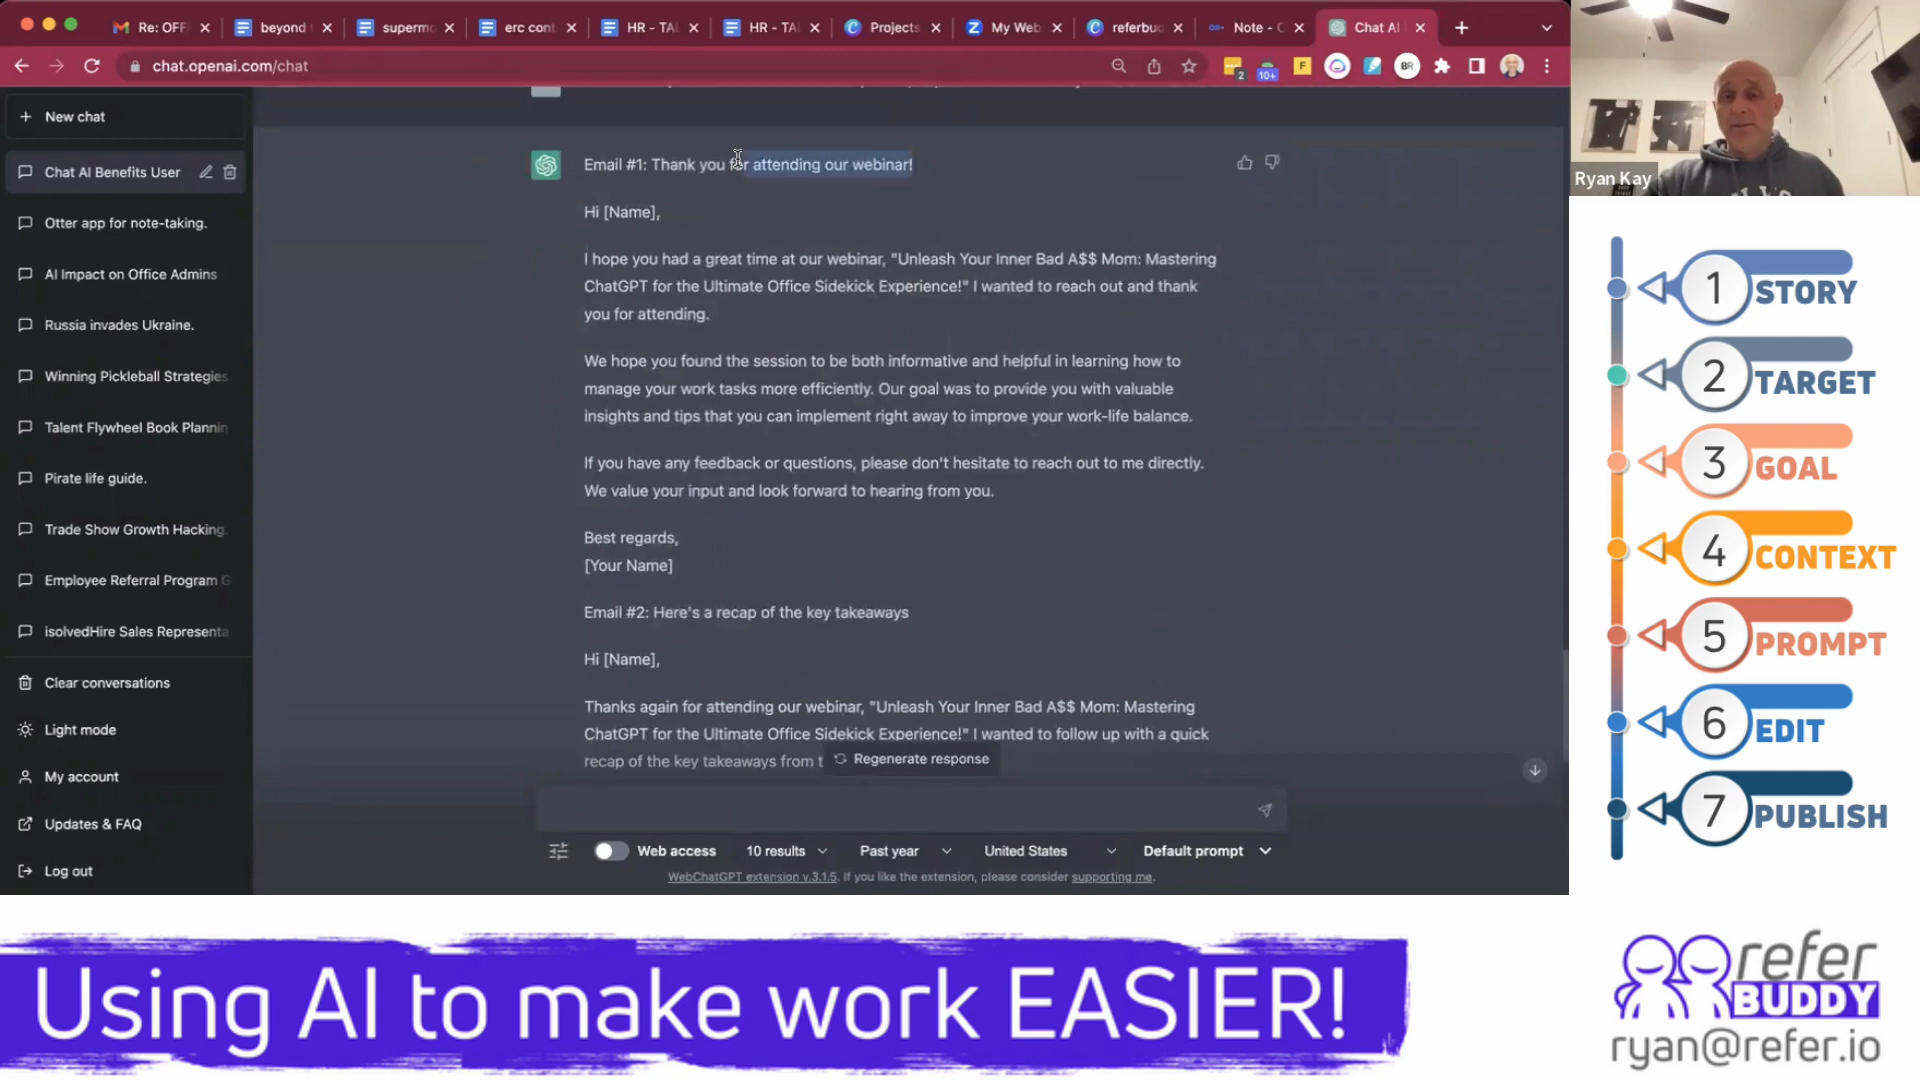 Re: OFF
beyond
superm
erc cont
HR - TAL
HR - TAL
Projects
My Web
referbud
Note - C
Chat AI
chat.openai.com/chat
2
10+
F
BR
New chat
Chat AI Benefits User
Otter app for note-taking.
AI Impact on Office Admins
Russia invades Ukraine.
Winning Pickleball Strategies
Talent Flywheel Book Plannin
Pirate life guide.
Trade Show Growth Hacking.
Employee Referral Program G
isolvedHire Sales Representa
Clear conversations
Light mode
My account
Updates & FAQ
Log out
Email #1: Thank you for attending our webinar!
Hi [Name],
I hope you had a great time at our webinar, "Unleash Your Inner Bad A$$ Mom: Mastering
ChatGPT for the Ultimate Office Sidekick Experience!" I wanted to reach out and thank
you for attending.
We hope you found the session to be both informative and helpful in learning how to
manage your work tasks more efficiently. Our goal was to provide you with valuable
insights and tips that you can implement right away to improve your work-life balance.
If you have any feedback or questions, please don't hesitate to reach out to me directly.
We value your input and look forward to hearing from you.
Best regards,
[Your Name]
Email #2: Here's a recap of the key takeaways
Hi [Name],
Thanks again for attending our webinar, "Unleash Your Inner Bad A$$ Mom: Mastering
ChatGPT for the Ultimate Office Sidekick Experience!" I wanted to follow up with a quick
recap of the key takeaways from t
Regenerate response
Web access
10 results
Past year
United States
Default prompt
WebChatGPT extension v.3.1.5. If you like the extension, please consider supporting me.
Ryan Kay
1 STORY
2 TARGET
3 GOAL
4 CONTEXT
5 PROMPT
6 EDIT
7 PUBLISH
Using AI to make work EASIER!
refer
BUDDY
ryan@refer.io